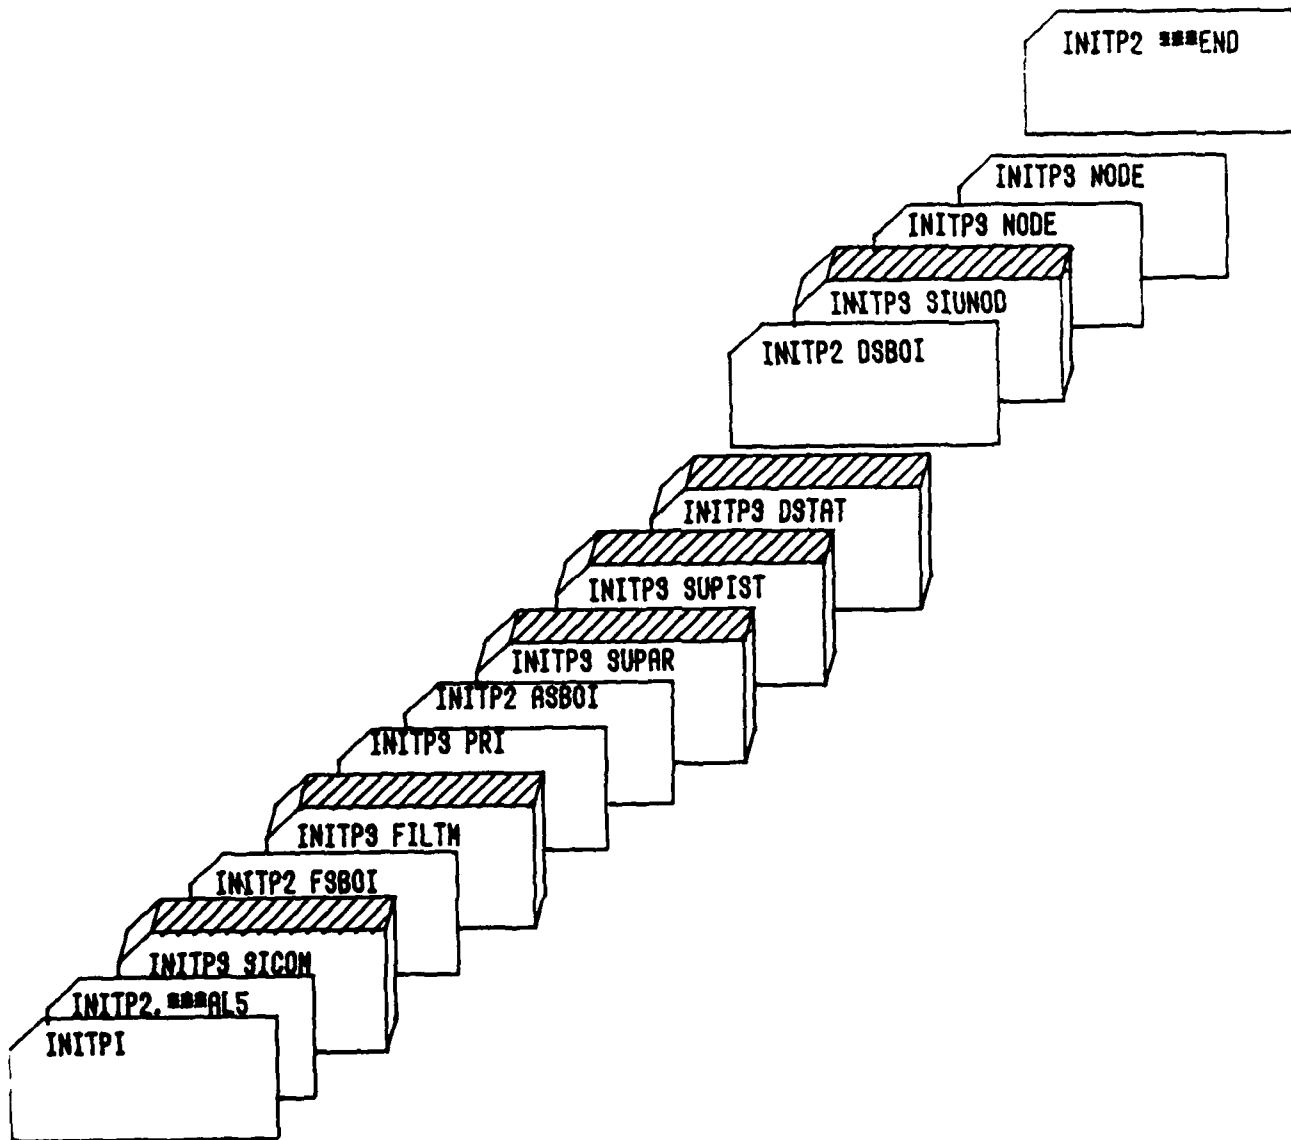 INITP2 ***END
INITP3 NODE
INITP3 NODE
INITP3 SIUNOD
INITP2 DSBOI
INITP3 DSTAT
INITP3 SUPIST
INITP3 SUPAR
INITP2 ASBOI
INITP3 PRI
INITP3 FILTM
INITP2 FSBOI
INITP3 SICOM
INITP2.***AL5
INITPI